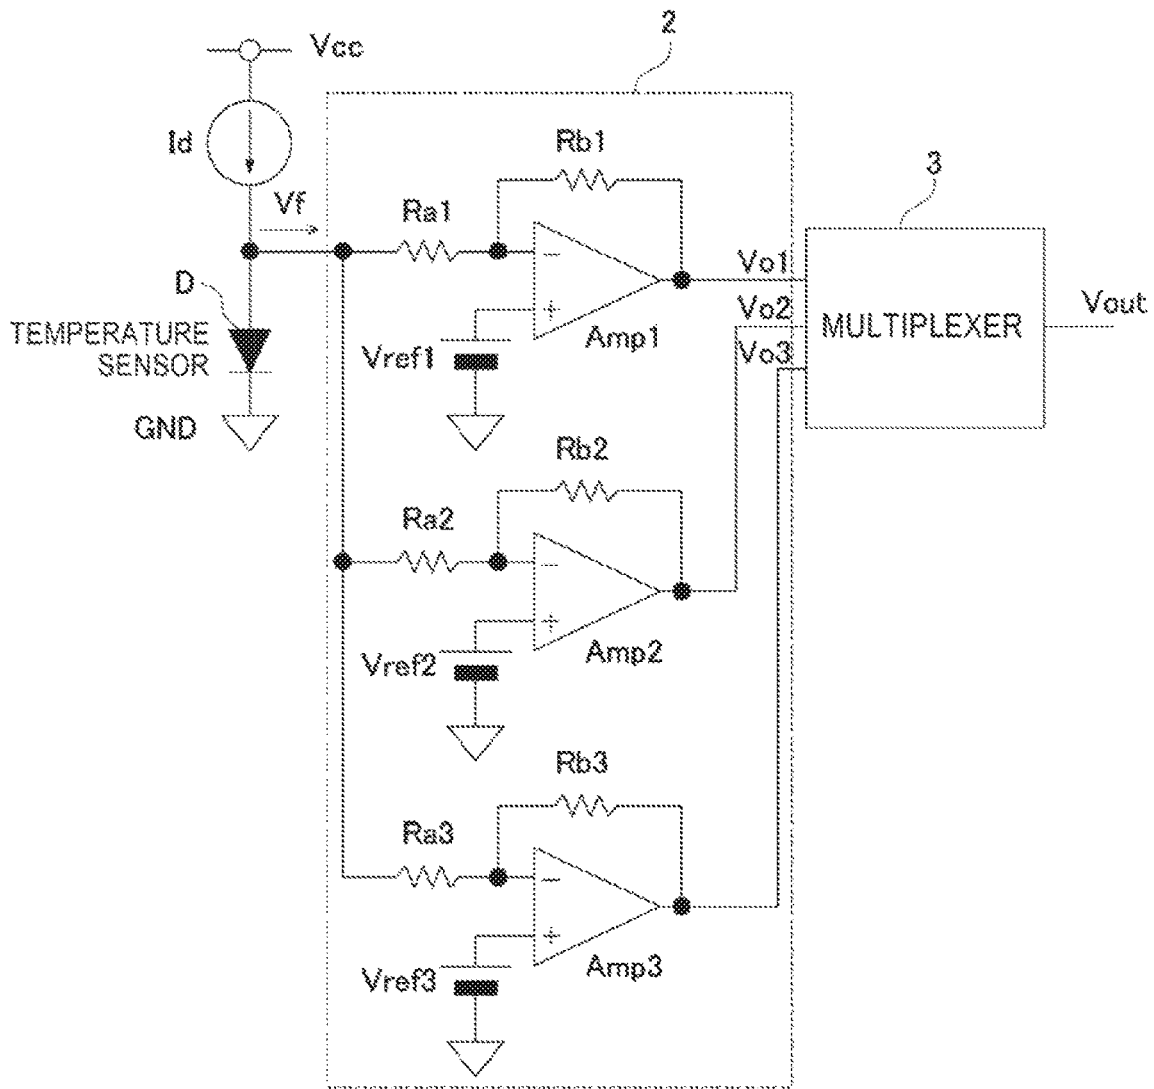 2
Vcc
Id
Rb1
3
Vf
Ra1
−
Vo1
D
+
Vo2
Vout
TEMPERATURE
SENSOR
Amp1
MULTIPLEXER
Vref1
Vo3
GND
Rb2
Ra2
−
+
Amp2
Vref2
Rb3
Ra3
−
+
Amp3
Vref3